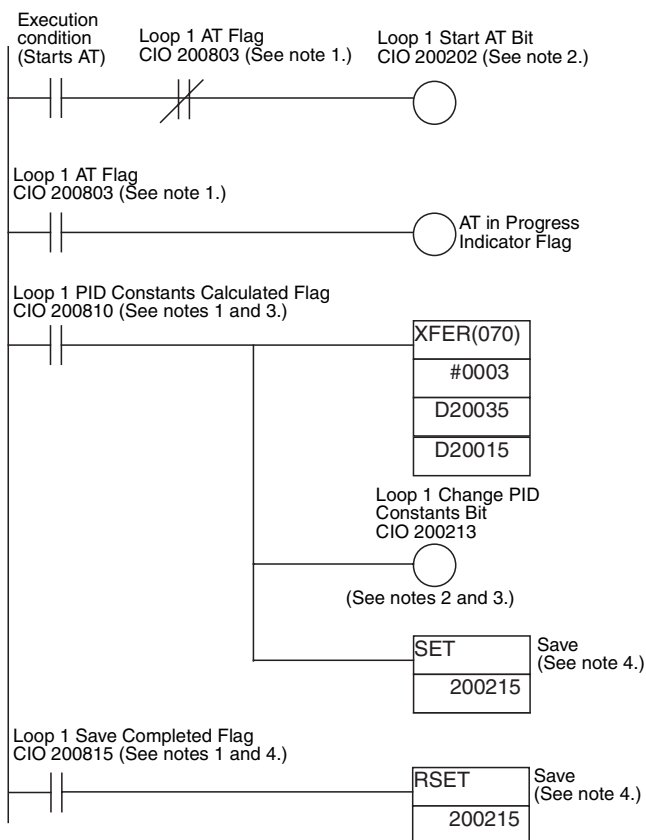 Execution
condition
(Starts AT)
Loop 1 AT Flag
CIO 200803 (See note 1.)
Loop 1 Start AT Bit
CIO 200202 (See note 2.)
Loop 1 AT Flag
CIO 200803 (See note 1.)
AT in Progress
Indicator Flag
Loop 1 PID Constants Calculated Flag
CIO 200810 (See notes 1 and 3.)
XFER(070)
#0003
D20035
D20015
Loop 1 Change PID
Constants Bit
CIO 200213
(See notes 2 and 3.)
SET
200215
Save
(See note 4.)
Loop 1 Save Completed Flag
CIO 200815 (See notes 1 and 4.)
RSET
200215
Save
(See note 4.)